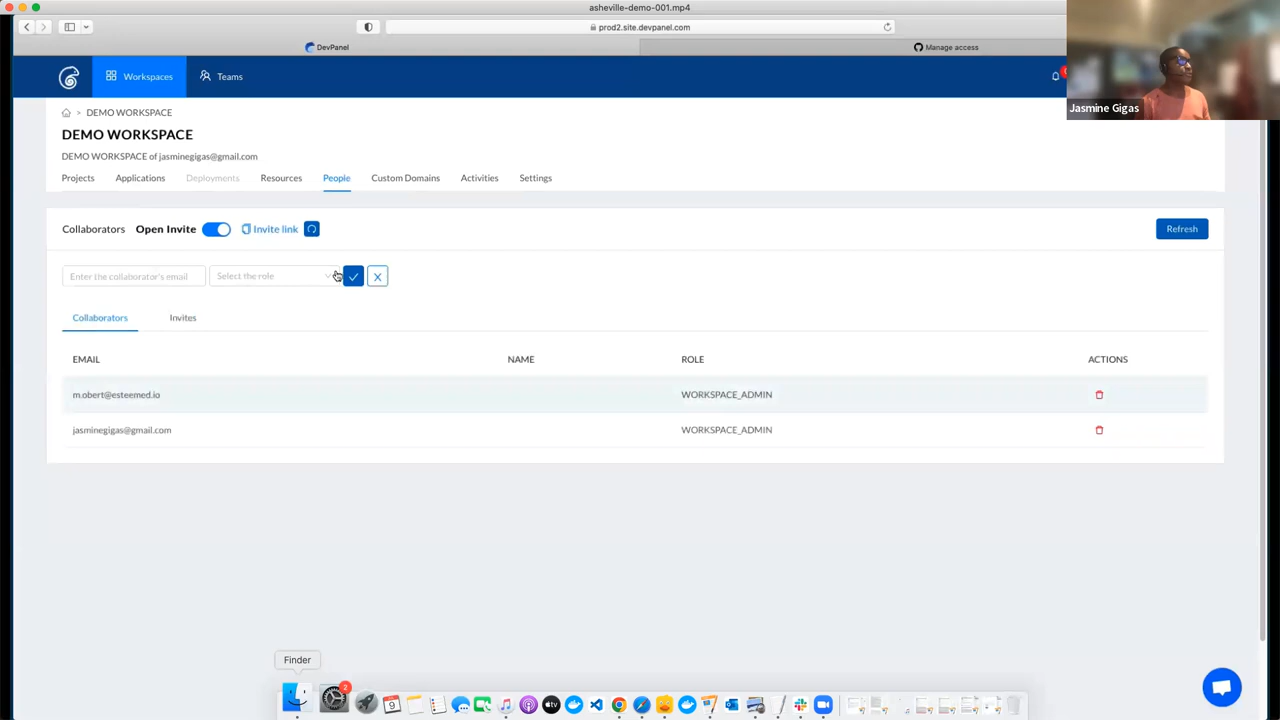 asheville-demo-001.mp4
prod2.site.devpanel.com
DevPanel
Manage access
Workspaces
Teams
Jasmine Gigas
> DEMO WORKSPACE
DEMO WORKSPACE
DEMO WORKSPACE of jasminegigas@gmail.com
Projects Applications Deployments Resources People Custom Domains Activities Settings
Collaborators Open Invite Invite link
Refresh
Enter the collaborator's email Select the role
X
Collaborators Invites
EMAIL NAME ROLE ACTIONS
m.obert@esteemed.io WORKSPACE_ADMIN
jasminegigas@gmail.com WORKSPACE_ADMIN
Finder
2
9